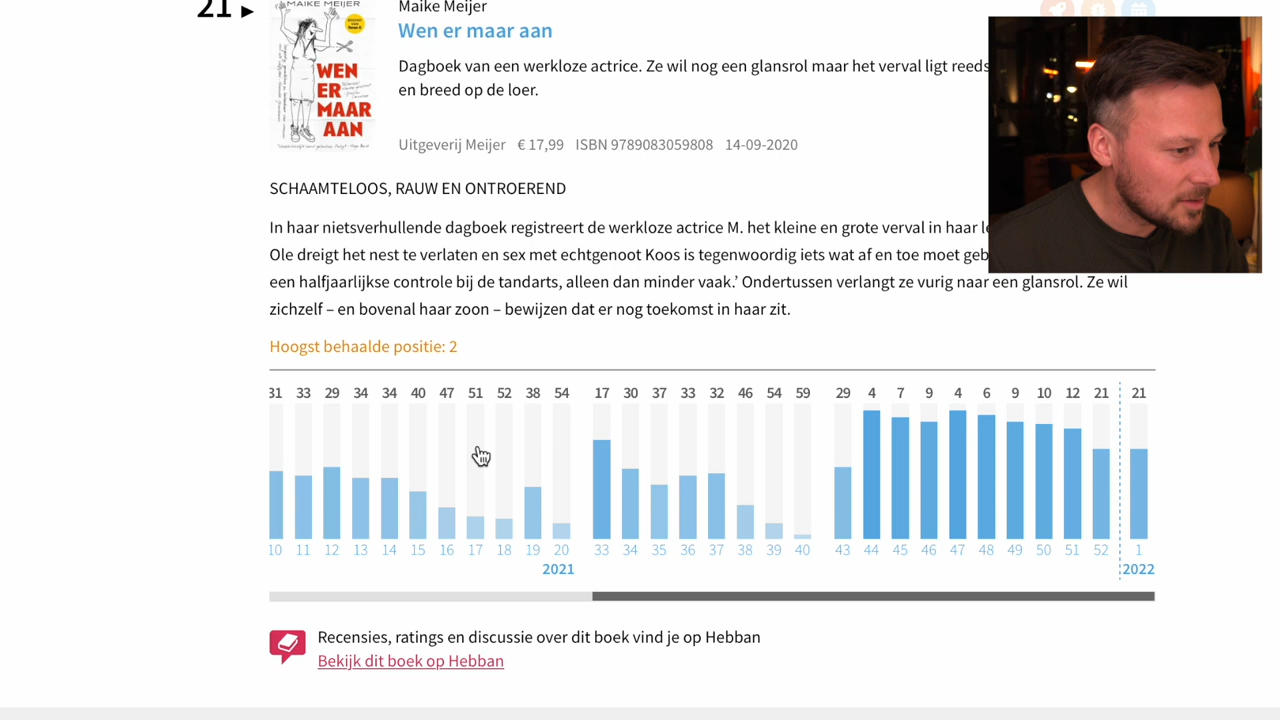 21 ▸
MAIKE MEIJER
WEN
ER
MAAR
AAN
Maike Meijer
Wen er maar aan
Dagboek van een werkloze actrice. Ze wil nog een glansrol maar het verval ligt reeds
en breed op de loer.
Uitgeverij Meijer € 17,99 ISBN 9789083059808 14-09-2020
SCHAAMTELOOS, RAUW EN ONTROEREND
In haar nietsverhullende dagboek registreert de werkloze actrice M. het kleine en grote verval in haar
Ole dreigt het nest te verlaten en sex met echtgenoot Koos is tegenwoordig iets wat af en toe moet
een halfjaarlijkse controle bij de tandarts, alleen dan minder vaak.’ Ondertussen verlangt ze vurig naar een glansrol. Ze wil
zichzelf – en bovenal haar zoon – bewijzen dat er nog toekomst in haar zit.
Hoogst behaalde positie: 2
31 33 29 34 34 40 47 51 52 38 54 17 30 37 33 32 46 54 59 29 4 7 9 4 6 9 10 12 21 21
10 11 12 13 14 15 16 17 18 19 20 33 34 35 36 37 38 39 40 43 44 45 46 47 48 49 50 51 52 1
2021 2022
Recensies, ratings en discussie over dit boek vind je op Hebban
Bekijk dit boek op Hebban